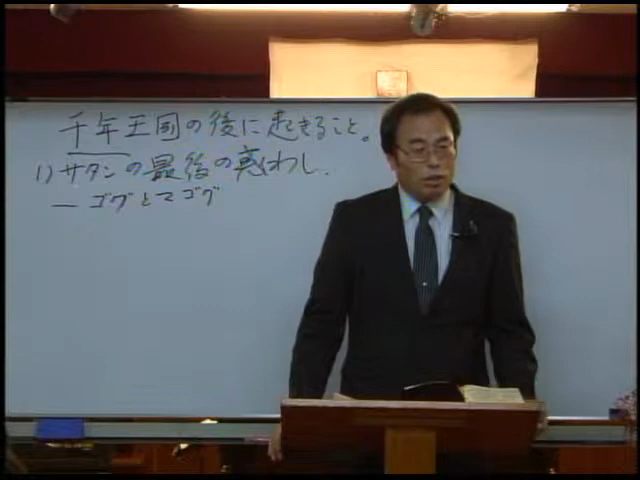 千年王国の後に起きること。
1) サタンの最後の惑わし.
— ゴグとマゴグ